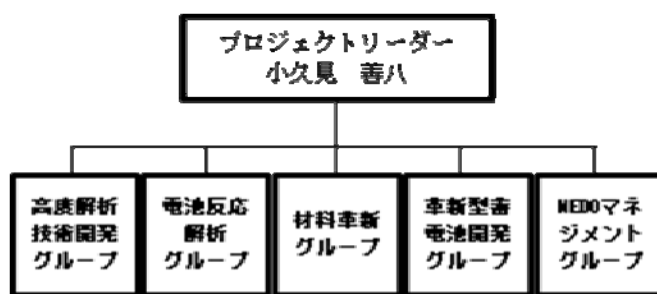 プロジェクトリーダー
小久見 善八
高度解析
技術開発
グループ
電池反応
解析
グループ
材料革新
グループ
革新型蓄
電池開発
グループ
NEDOマネ
ジメント
グループ